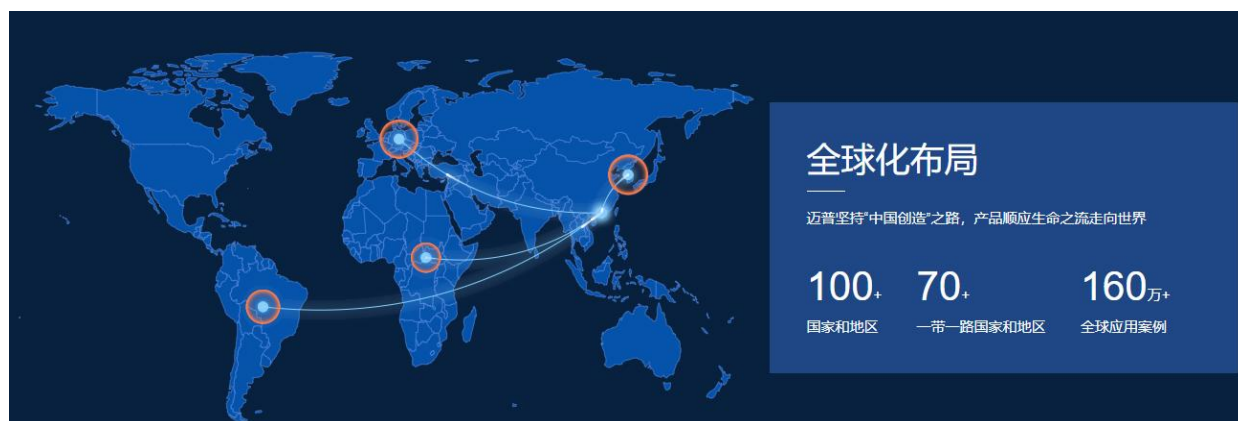 全球化布局
迈普坚持"中国创造"之路，产品顺应生命之流走向世界
100+ 70+ 160万+
国家和地区 一带一路国家和地区 全球应用案例